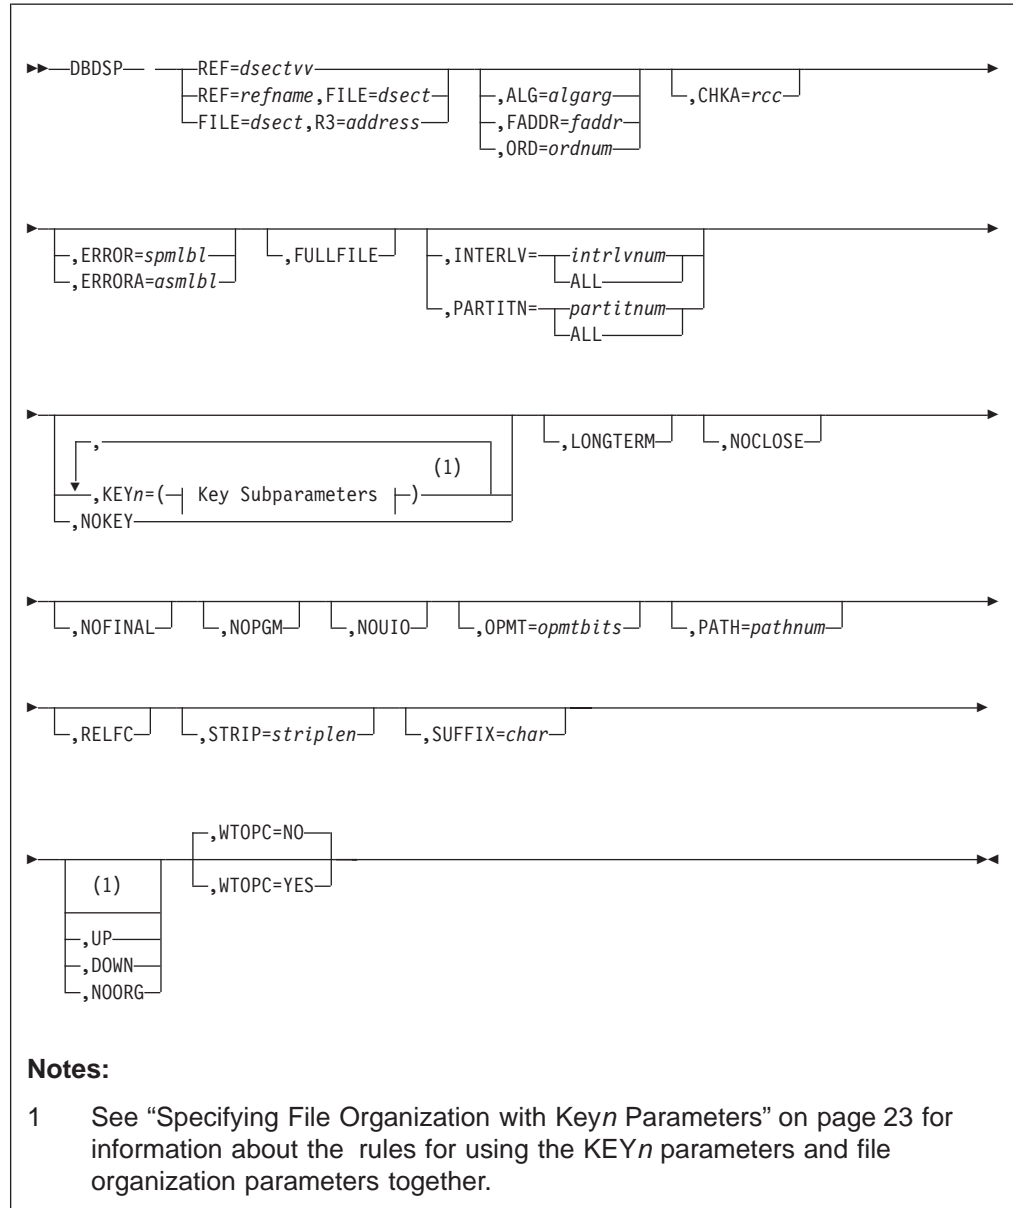 DBDSP REF=dsectvv
REF=refname,FILE=dsect ,ALG=algarg ,CHKA=rcc
FILE=dsect,R3=address ,FADDR=faddr
,ORD=ordnum
,ERROR=spmlbl ,FULLFILE ,INTERLV= intrlvnum
,ERRORA=asmlbl ALL
,PARTITN= partitnum
ALL
, ,LONGTERM ,NOCLOSE
(1)
,KEYn=( Key Subparameters )
,NOKEY
,NOFINAL ,NOPGM ,NOUIO ,OPMT=opmtbits ,PATH=pathnum
,RELFC ,STRIP=striplen ,SUFFIX=char
,WTOPC=NO
(1) ,WTOPC=YES
,UP
,DOWN
,NOORG
Notes:
1 See “Specifying File Organization with Keyn Parameters” on page 23 for
information about the rules for using the KEYn parameters and file
organization parameters together.